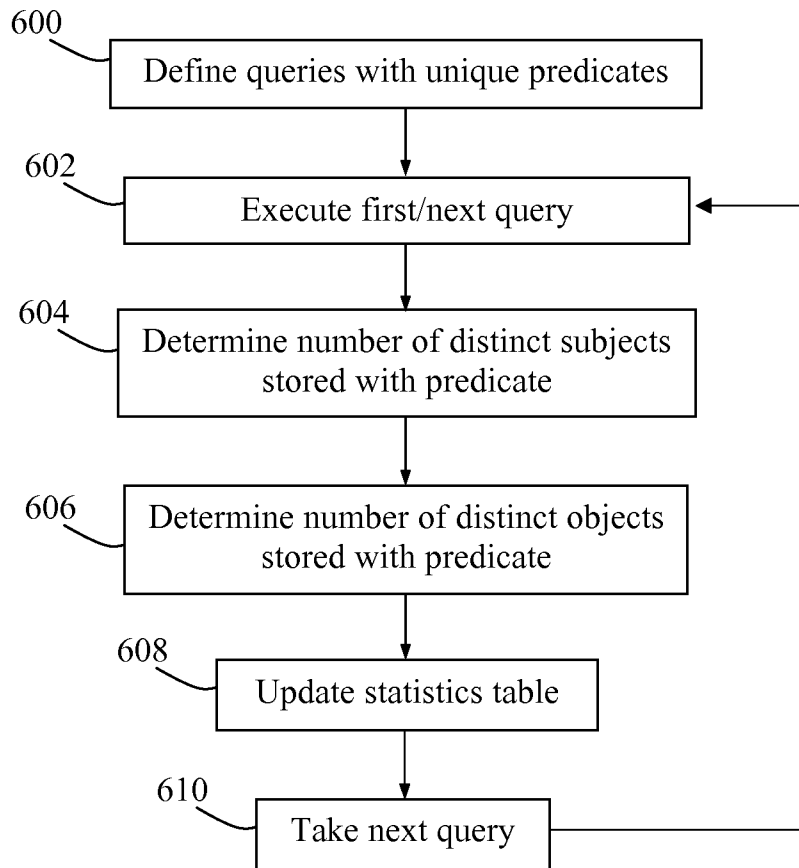 600
Define queries with unique predicates
602
Execute first/next query
604
Determine number of distinct subjects
stored with predicate
606
Determine number of distinct objects
stored with predicate
608
Update statistics table
610
Take next query